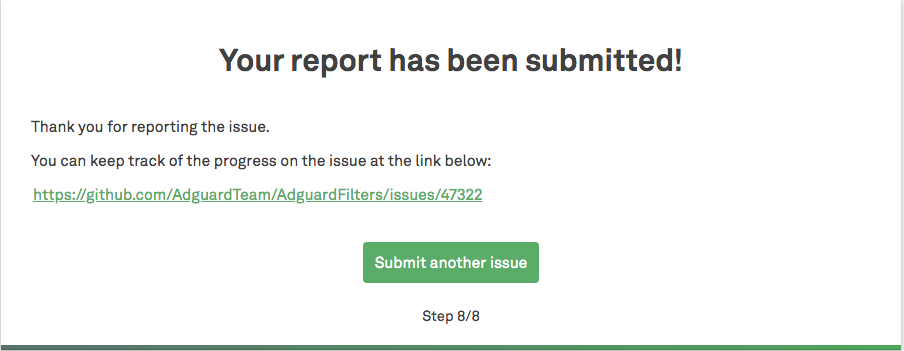 Your report has been submitted!
Thank you for reporting the issue.
You can keep track of the progress on the issue at the link below:
https://github.com/AdguardTeam/AdguardFilters/issues/47322
Submit another issue
Step 8/8